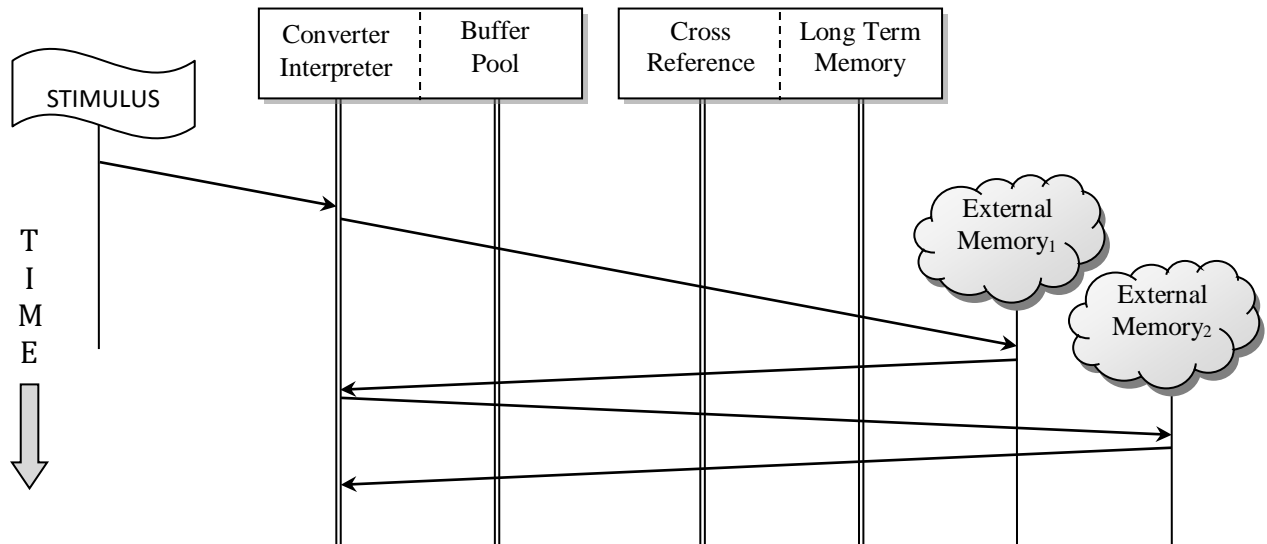 Converter
Interpreter
Buffer
Pool
Cross
Reference
Long Term
Memory
STIMULUS
External
Memory₁
External
Memory₂
T
I
M
E